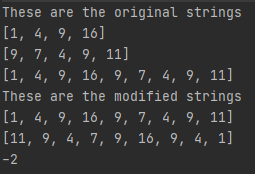 These are the original strings
[1, 4, 9, 16]
[9, 7, 4, 9, 11]
[1, 4, 9, 16, 9, 7, 4, 9, 11]
These are the modified strings
[1, 4, 9, 16, 9, 7, 4, 9, 11]
[11, 9, 4, 7, 9, 16, 9, 4, 1]
-2